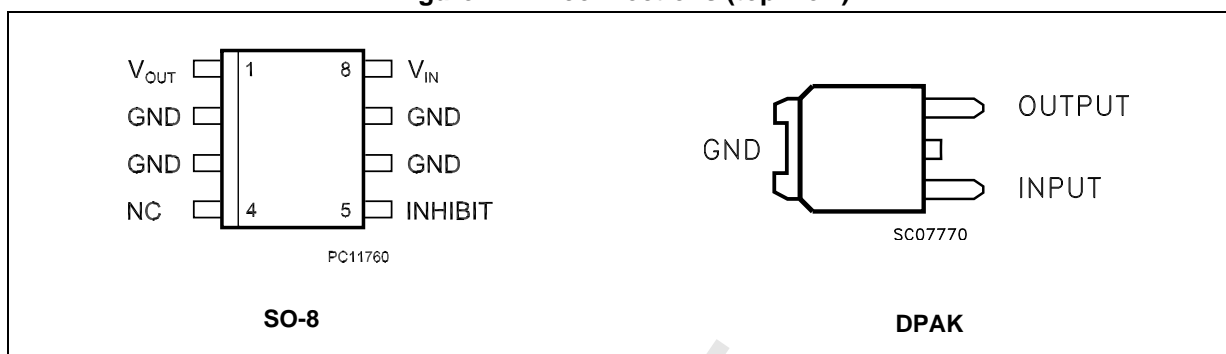 V_OUT 1 8 V_IN
GND GND
GND GND
NC 4 5 INHIBIT
PC11760
SO-8
OUTPUT
GND
INPUT
SC07770
DPAK